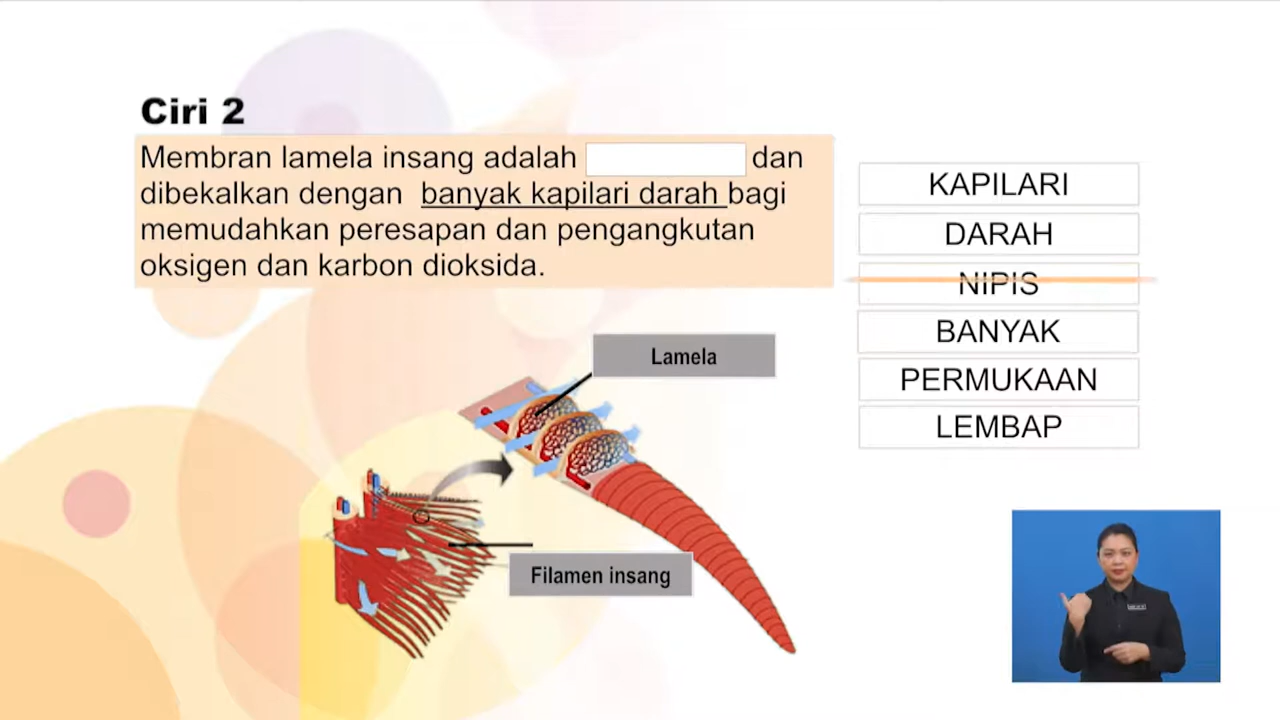 Ciri 2
Membran lamela insang adalah dan
dibekalkan dengan banyak kapilari darah bagi
memudahkan peresapan dan pengangkutan
oksigen dan karbon dioksida.
KAPILARI
DARAH
NIPIS
BANYAK
PERMUKAAN
LEMBAP
Lamela
Filamen insang